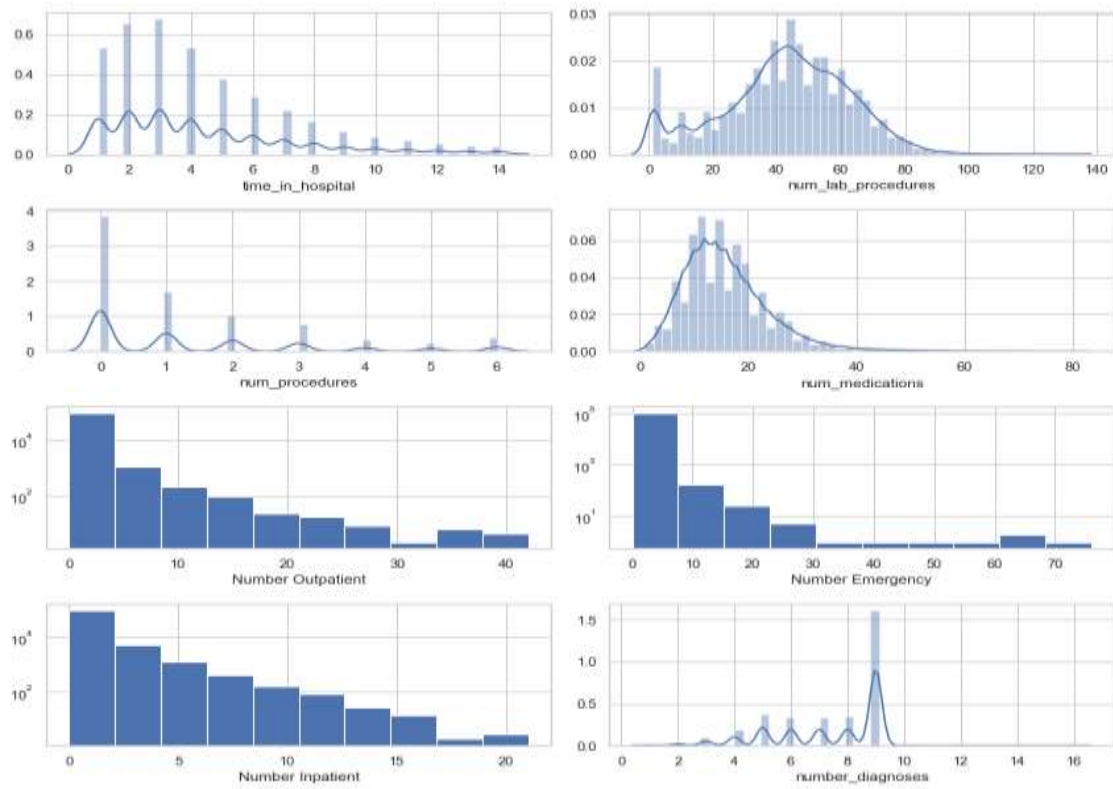 0.6
0.4
0.2
0.0
0 2 4 6 8 10 12 14
time_in_hospital
0.03
0.02
0.01
0.00
0 20 40 60 80 100 120 140
num_lab_procedures
4
3
2
1
0
0 1 2 3 4 5 6
num_procedures
0.06
0.04
0.02
0.00
0 20 40 60 80
num_medications
10⁴
10²
0 10 20 30 40
Number Outpatient
10⁵
10³
10¹
0 10 20 30 40 50 60 70
Number Emergency
10⁴
10²
0 5 10 15 20
Number Inpatient
1.5
1.0
0.5
0.0
0 2 4 6 8 10 12 14 16
number_diagnoses